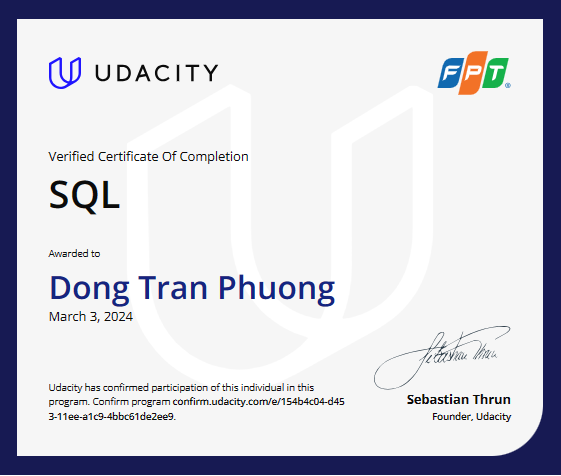 UDACITY
FPT®
Verified Certificate Of Completion
SQL
Awarded to
Dong Tran Phuong
March 3, 2024
Udacity has confirmed participation of this individual in this
program. Confirm program confirm.udacity.com/e/154b4c04-d45
3-11ee-a1c9-4bbc61de2ee9.
Sebastian Thrun
Sebastian Thrun
Founder, Udacity